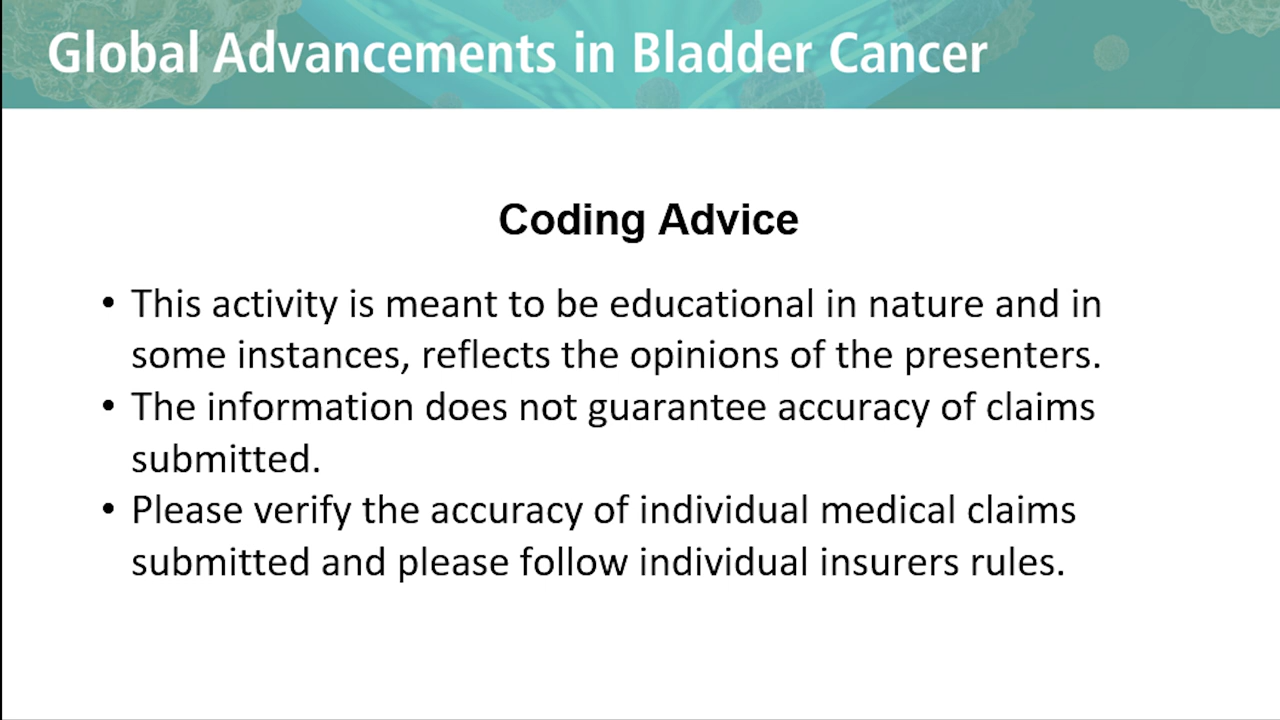 Global Advancements in Bladder Cancer
Coding Advice
• This activity is meant to be educational in nature and in
some instances, reflects the opinions of the presenters.
• The information does not guarantee accuracy of claims
submitted.
• Please verify the accuracy of individual medical claims
submitted and please follow individual insurers rules.